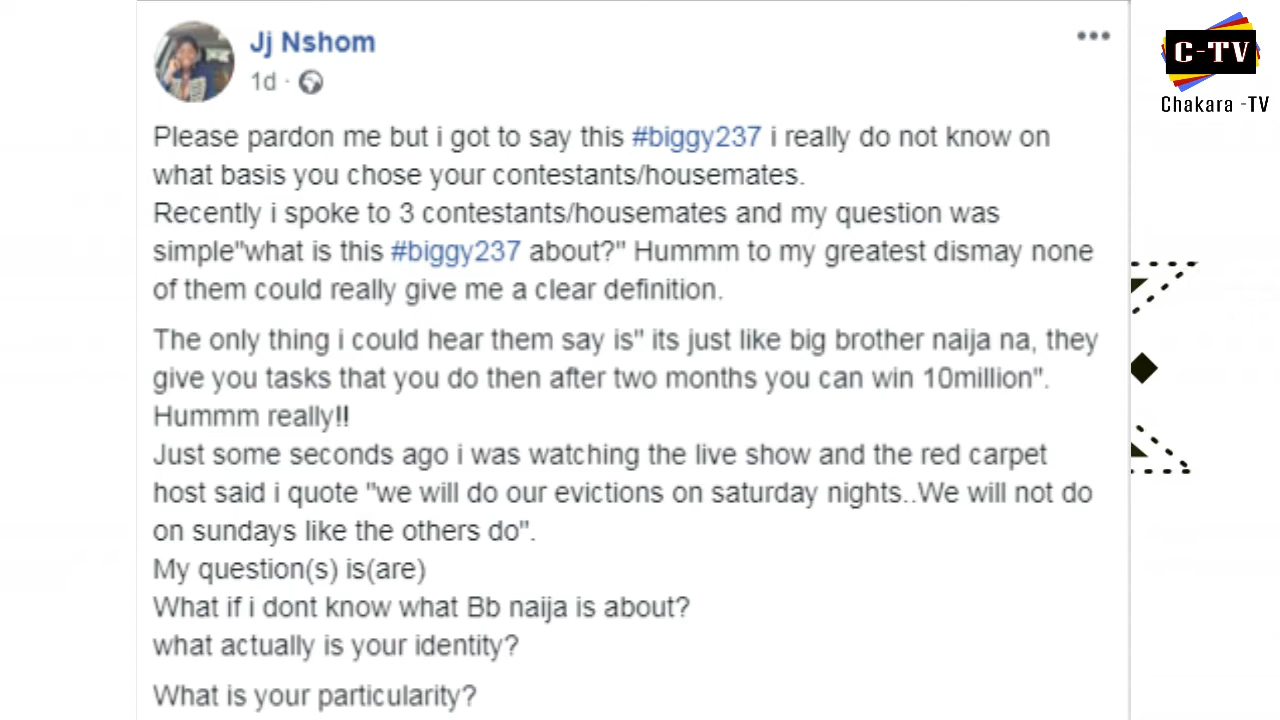 Jj Nshom
1d ·
Please pardon me but i got to say this #biggy237 i really do not know on
what basis you chose your contestants/housemates.
Recently i spoke to 3 contestants/housemates and my question was
simple"what is this #biggy237 about?" Hummm to my greatest dismay none
of them could really give me a clear definition.
The only thing i could hear them say is" its just like big brother naija na, they
give you tasks that you do then after two months you can win 10million".
Hummm really!!
Just some seconds ago i was watching the live show and the red carpet
host said i quote "we will do our evictions on saturday nights..We will not do
on sundays like the others do".
My question(s) is(are)
What if i dont know what Bb naija is about?
what actually is your identity?
What is your particularity?
C-TV
Chakara -TV